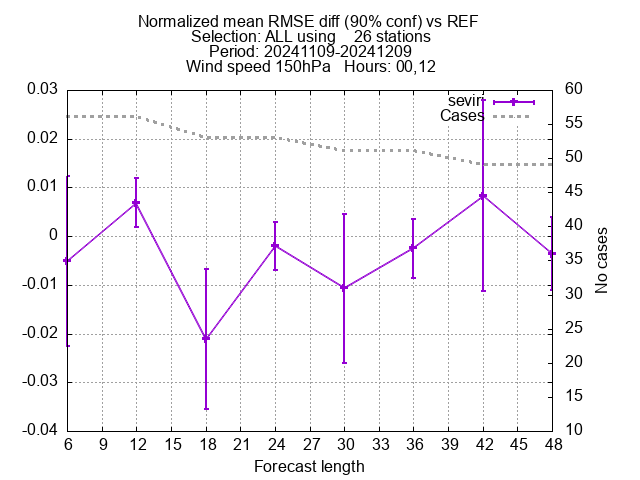 Normalized mean RMSE diff (90% conf) vs REF
Selection: ALL using    26 stations
Period: 20241109-20241209
Wind speed 150hPa   Hours: 00,12
sevir
Cases
0.03
0.02
0.01
0
-0.01
-0.02
-0.03
-0.04
60
55
50
45
40
35
30
25
20
15
10
No cases
6 9 12 15 18 21 24 27 30 33 36 39 42 45 48
Forecast length